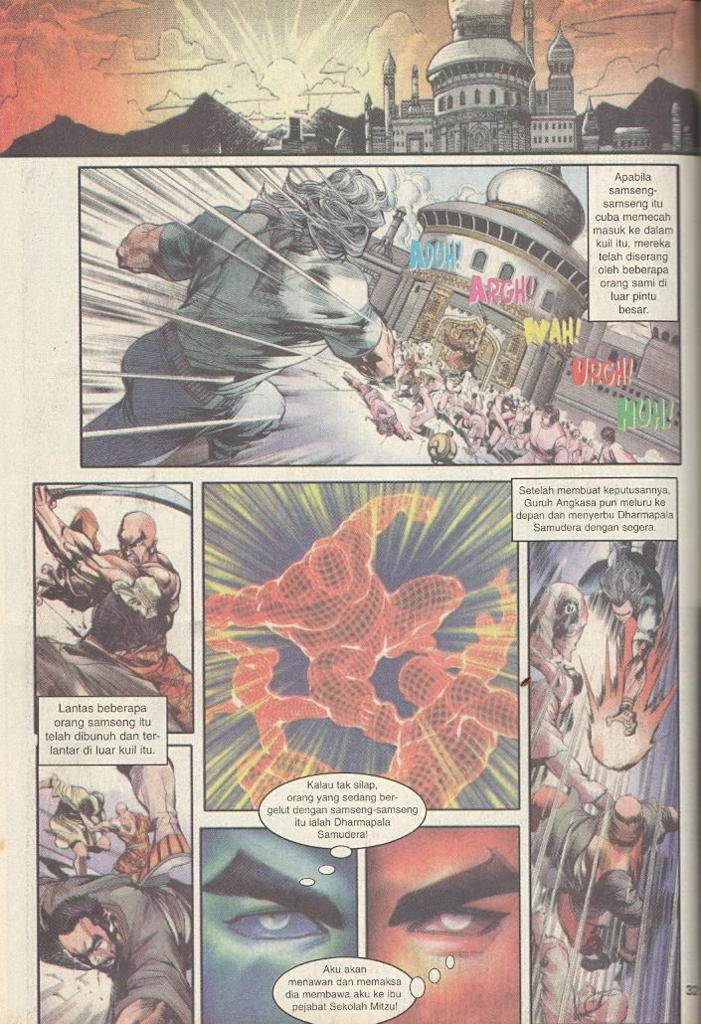 Apabila
samseng-
samseng itu
cuba memecah
masuk ke dalam
kuil itu, mereka
telah diserang
oleh beberapa
orang sami di
luar pintu
besar.
ADUH!
ARGH!
WAH!
URGH!
HUH!
Setelah membuat keputusannya,
Guruh Angkasa pun meluru ke
depan dan menyerbu Dharmapala
Samudera dengan segera.
Lantas beberapa
orang samseng itu
telah dibunuh dan ter-
lantar di luar kuil itu.
Kalau tak silap,
orang yang sedang ber-
gelut dengan samseng-samseng
itu ialah Dharmapala
Samudera!
Aku akan
menawan dan memaksa
dia membawa aku ke ibu
pejabat Sekolah Mitzu!